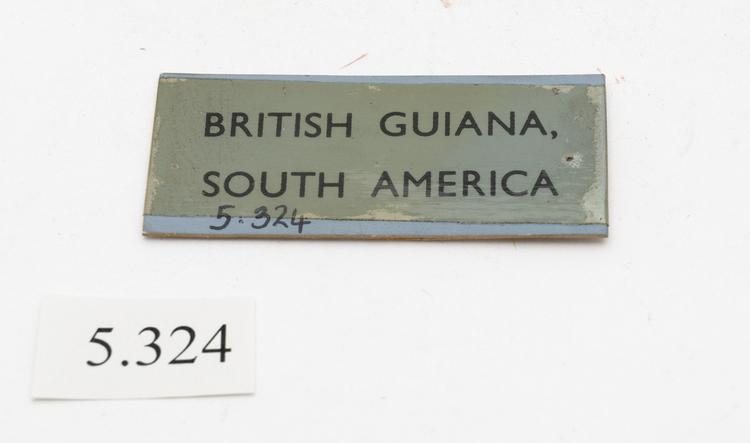 BRITISH GUIANA,
SOUTH AMERICA
5.324
5.324